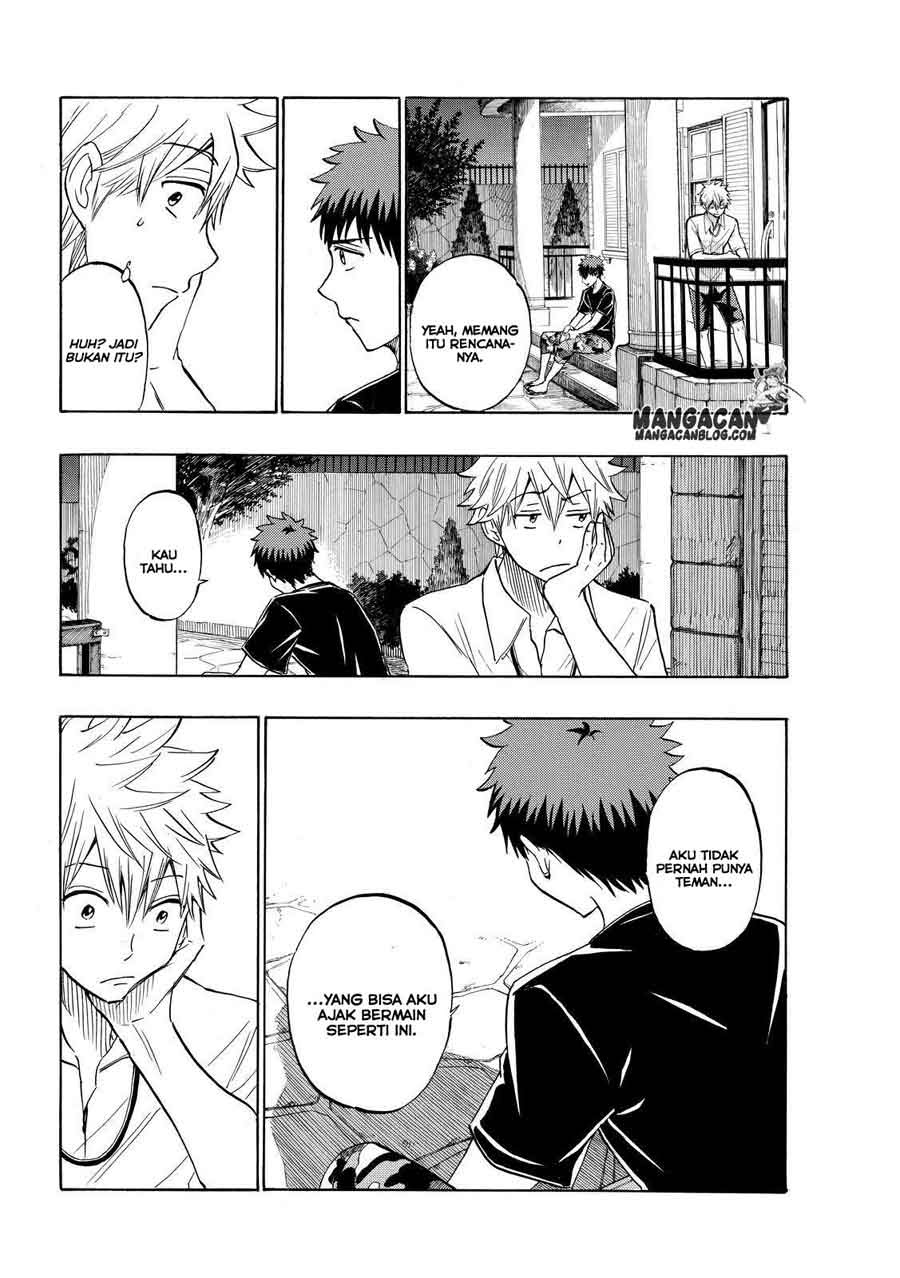 YEAH, MEMANG
ITU RENCANA-
NYA.
HUH? JADI
BUKAN ITU?
MANGACAN
MANGACANBLOG.COM
KAU
TAHU...
AKU TIDAK
PERNAH PUNYA
TEMAN...
...YANG BISA AKU
AJAK BERMAIN
SEPERTI INI.